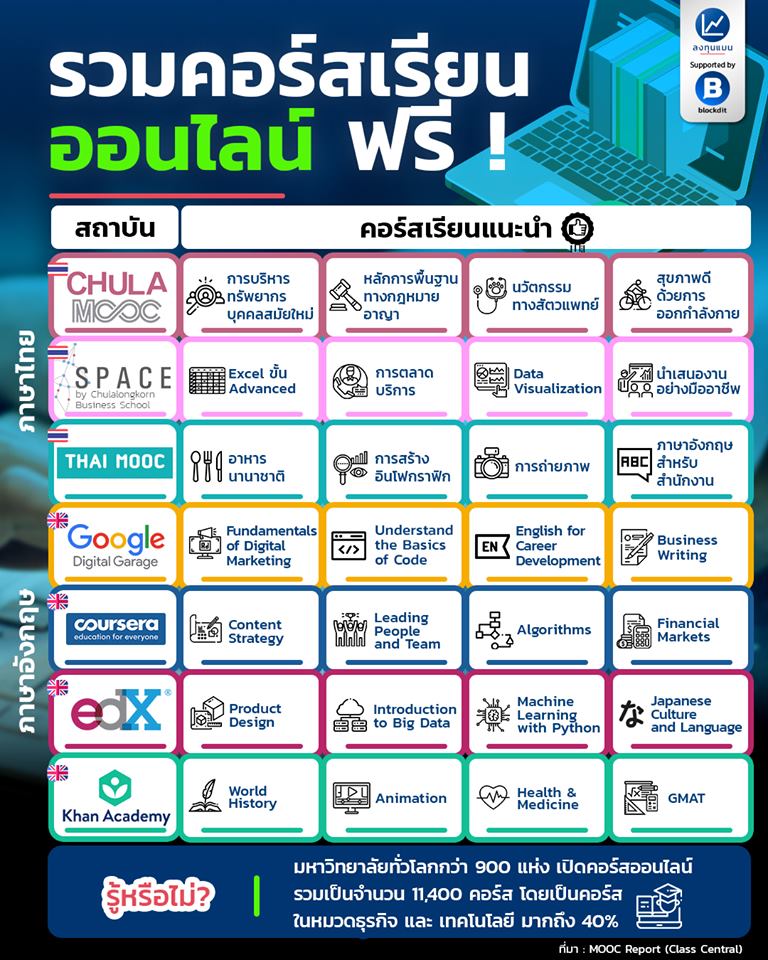 ลงทุนแมน
Supported by
B
blockdit
รวมคอร์สเรียน
ออนไลน์ ฟรี !
สถาบัน
คอร์สเรียนแนะนำ
ภาษาไทย
CHULA
MOOC
การบริหาร
ทรัพยากร
บุคคลสมัยใหม่
หลักการพื้นฐาน
ทางกฎหมาย
อาญา
นวัตกรรม
ทางสัตวแพทย์
สุขภาพดี
ด้วยการ
ออกกำลังกาย
SPACE
by Chulalongkorn
Business School
Excel ขั้น
Advanced
การตลาด
บริการ
Data
Visualization
นำเสนองาน
อย่างมืออาชีพ
THAI MOOC
อาหาร
นานาชาติ
การสร้าง
อินโฟกราฟิก
การถ่ายภาพ
ABC
ภาษาอังกฤษ
สำหรับ
สำนักงาน
ภาษาอังกฤษ
Google
Digital Garage
Fundamentals
of Digital
Marketing
</>
Understand
the Basics
of Code
EN
English for
Career
Development
Business
Writing
coursera
education for everyone
Content
Strategy
Leading
People
and Team
Algorithms
Financial
Markets
edX®
Product
Design
Introduction
to Big Data
Machine
Learning
with Python
な
Japanese
Culture
and Language
Khan Academy
World
History
Animation
Health &
Medicine
GMAT
รู้หรือไม่?
มหาวิทยาลัยทั่วโลกกว่า 900 แห่ง เปิดคอร์สออนไลน์
รวมเป็นจำนวน 11,400 คอร์ส โดยเป็นคอร์ส
ในหมวดธุรกิจ และ เทคโนโลยี มากถึง 40%
ที่มา : MOOC Report (Class Central)